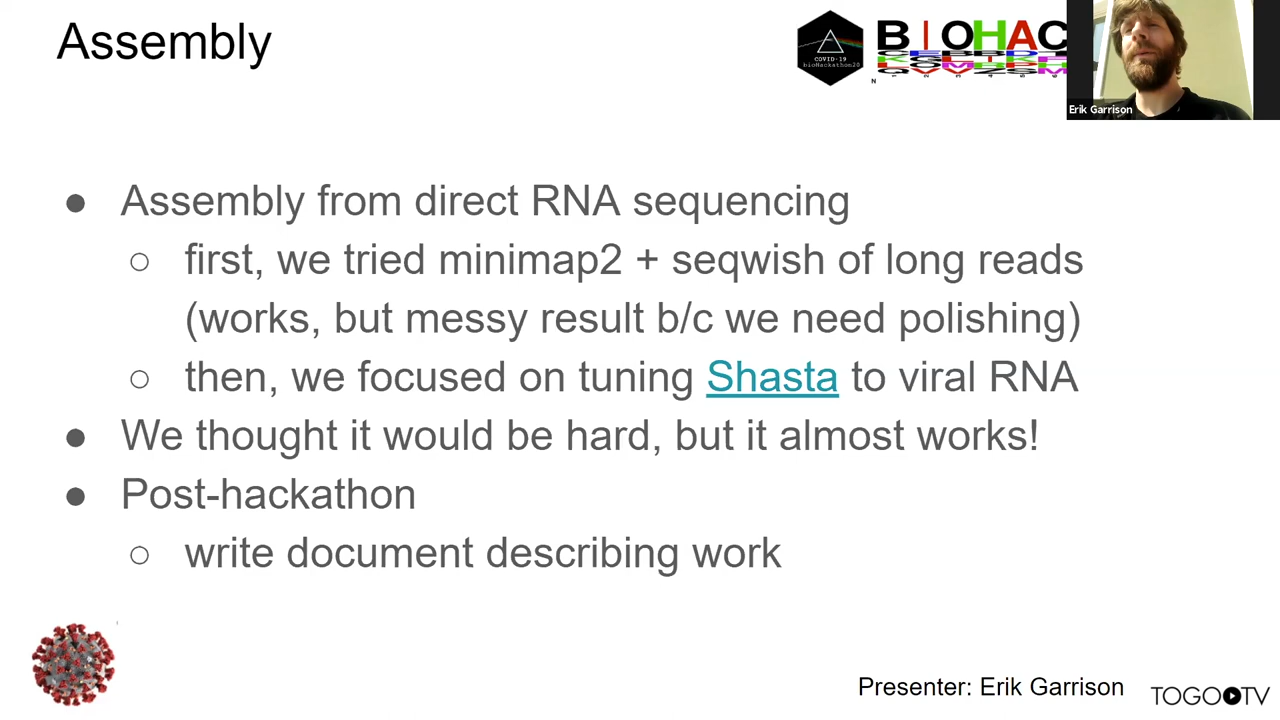 Assembly
COVID-19
bioHackathon20
BIOHAC
Erik Garrison
● Assembly from direct RNA sequencing
○ first, we tried minimap2 + seqwish of long reads
(works, but messy result b/c we need polishing)
○ then, we focused on tuning Shasta to viral RNA
● We thought it would be hard, but it almost works!
● Post-hackathon
○ write document describing work
Presenter: Erik Garrison
TOGOTV